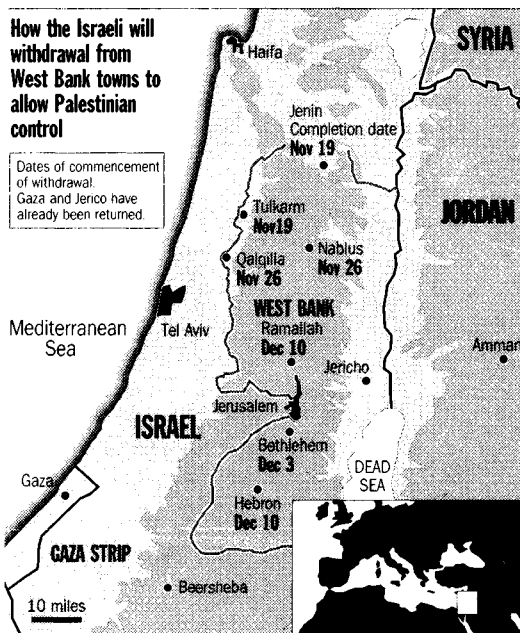 How the Israeli will
withdrawal from
West Bank towns to
allow Palestinian
control
Dates of commencement
of withdrawal.
Gaza and Jerico have
already been returned.
Haifa
SYRIA
Jenin
Completion date
Nov 19
JORDAN
Tulkarm
Nov19
Nablus
Nov 26
Qalqilla
Nov 26
WEST BANK
Ramallah
Dec 10
Mediterranean
Sea
Tel Aviv
Amman
Jericho
Jerusalem
ISRAEL
Bethlehem
Dec 3
DEAD
SEA
Gaza
Hebron
Dec 10
GAZA STRIP
Beersheba
10 miles